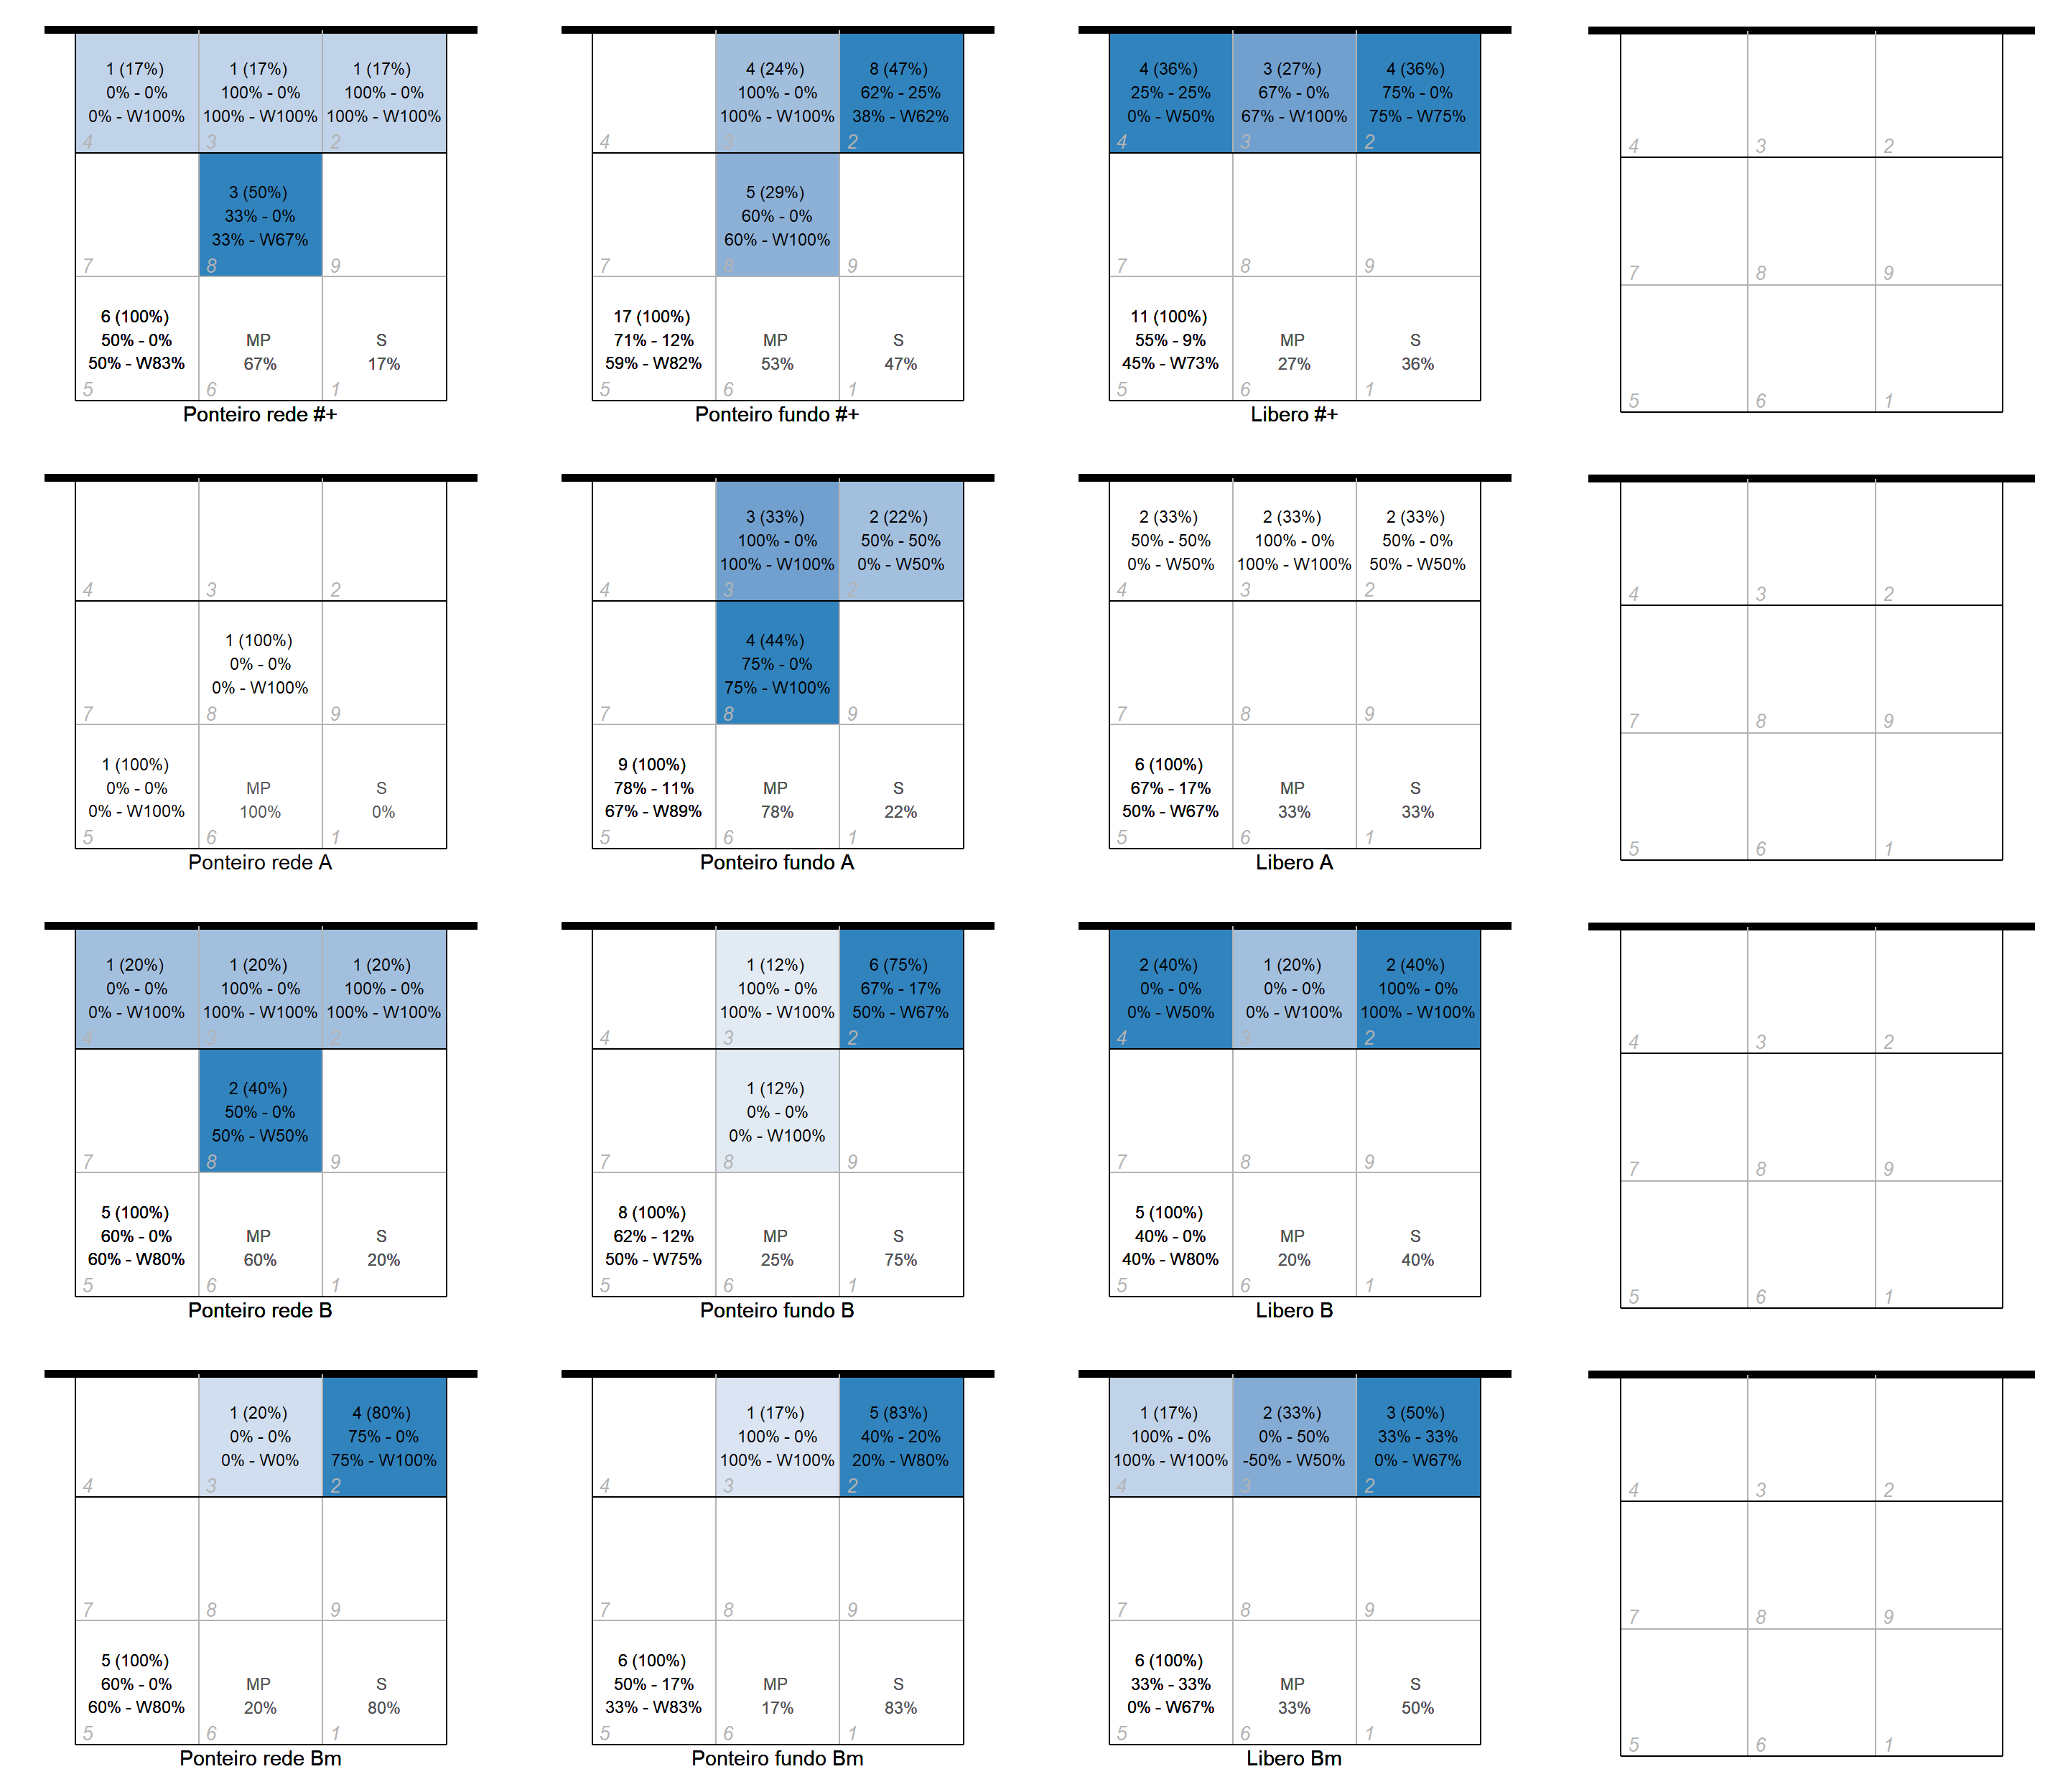 1 (17%)
0% - 0%
0% - W100%
4
1 (17%)
100% - 0%
100% - W100%
3
1 (17%)
100% - 0%
100% - W100%
2
7
3 (50%)
33% - 0%
33% - W67%
8
9
6 (100%)
50% - 0%
50% - W83%
5
MP
67%
6
S
17%
1
Ponteiro rede #+
4
4 (24%)
100% - 0%
100% - W100%
3
8 (47%)
62% - 25%
38% - W62%
2
7
5 (29%)
60% - 0%
60% - W100%
8
9
17 (100%)
71% - 12%
59% - W82%
5
MP
53%
6
S
47%
1
Ponteiro fundo #+
4 (36%)
25% - 25%
0% - W50%
4
3 (27%)
67% - 0%
67% - W100%
3
4 (36%)
75% - 0%
75% - W75%
2
7
8
9
11 (100%)
55% - 9%
45% - W73%
5
MP
27%
6
S
36%
1
Libero #+
4
3
2
7
8
9
5
6
1
4
3
2
7
1 (100%)
0% - 0%
0% - W100%
8
9
1 (100%)
0% - 0%
0% - W100%
5
MP
100%
6
S
0%
1
Ponteiro rede A
4
3 (33%)
100% - 0%
100% - W100%
3
2 (22%)
50% - 50%
0% - W50%
2
7
4 (44%)
75% - 0%
75% - W100%
8
9
9 (100%)
78% - 11%
67% - W89%
5
MP
78%
6
S
22%
1
Ponteiro fundo A
2 (33%)
50% - 50%
0% - W50%
4
2 (33%)
100% - 0%
100% - W100%
3
2 (33%)
50% - 0%
50% - W50%
2
7
8
9
6 (100%)
67% - 17%
50% - W67%
5
MP
33%
6
S
33%
1
Libero A
4
3
2
7
8
9
5
6
1
1 (20%)
0% - 0%
0% - W100%
4
1 (20%)
100% - 0%
100% - W100%
3
1 (20%)
100% - 0%
100% - W100%
2
7
2 (40%)
50% - 0%
50% - W50%
8
9
5 (100%)
60% - 0%
60% - W80%
5
MP
60%
6
S
20%
1
Ponteiro rede B
4
1 (12%)
100% - 0%
100% - W100%
3
6 (75%)
67% - 17%
50% - W67%
2
7
1 (12%)
0% - 0%
0% - W100%
8
9
8 (100%)
62% - 12%
50% - W75%
5
MP
25%
6
S
75%
1
Ponteiro fundo B
2 (40%)
0% - 0%
0% - W50%
4
1 (20%)
0% - 0%
0% - W100%
3
2 (40%)
100% - 0%
100% - W100%
2
7
8
9
5 (100%)
40% - 0%
40% - W80%
5
MP
20%
6
S
40%
1
Libero B
4
3
2
7
8
9
5
6
1
4
1 (20%)
0% - 0%
0% - W0%
3
4 (80%)
75% - 0%
75% - W100%
2
7
8
9
5 (100%)
60% - 0%
60% - W80%
5
MP
20%
6
S
80%
1
Ponteiro rede Bm
4
1 (17%)
100% - 0%
100% - W100%
3
5 (83%)
40% - 20%
20% - W80%
2
7
8
9
6 (100%)
50% - 17%
33% - W83%
5
MP
17%
6
S
83%
1
Ponteiro fundo Bm
1 (17%)
100% - 0%
100% - W100%
4
2 (33%)
0% - 50%
-50% - W50%
3
3 (50%)
33% - 33%
0% - W67%
2
7
8
9
6 (100%)
33% - 33%
0% - W67%
5
MP
33%
6
S
50%
1
Libero Bm
4
3
2
7
8
9
5
6
1